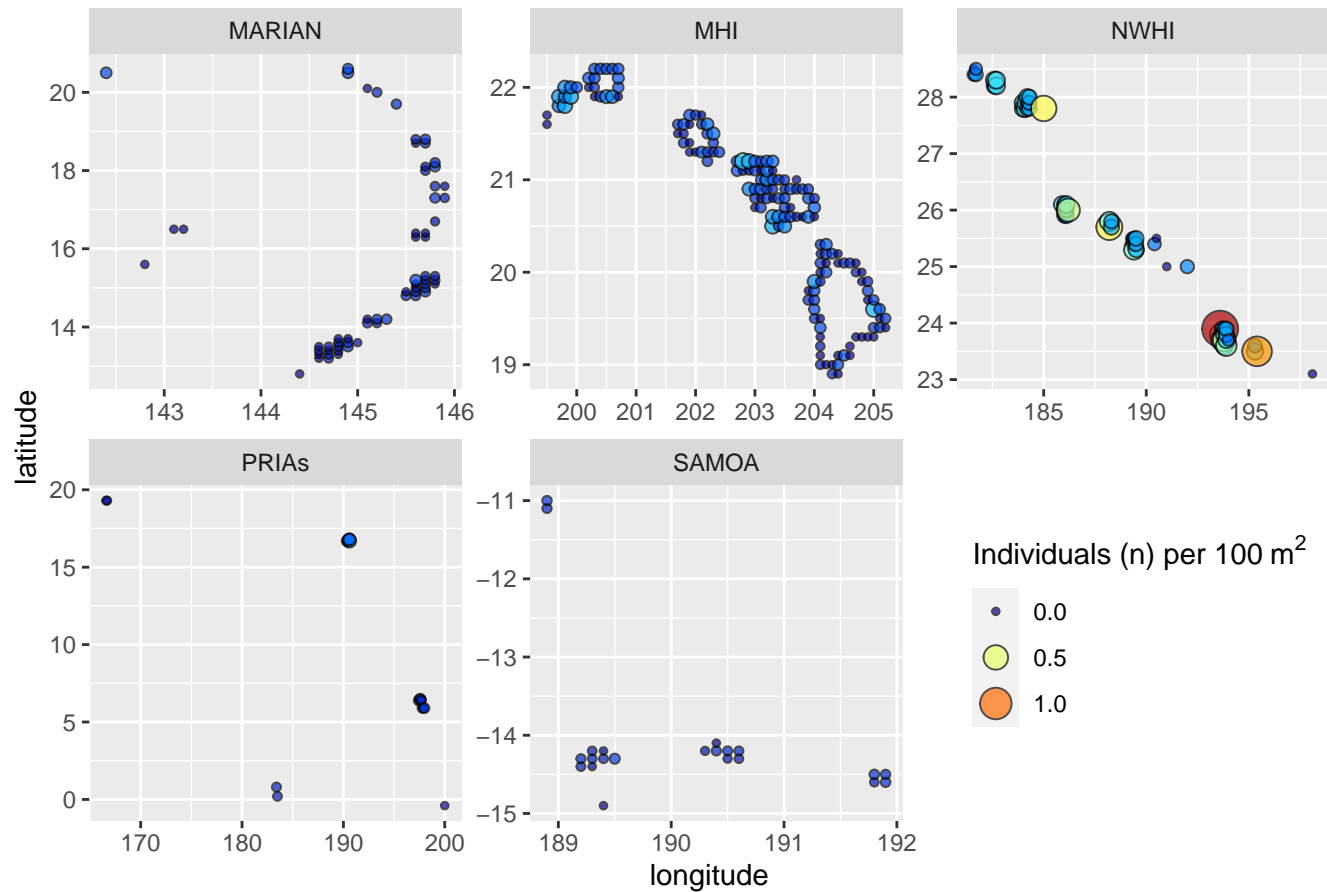 MARIAN MHI NWHI
20
18
16
14
143 144 145 146
22
21
20
19
200 201 202 203 204 205
28
27
26
25
24
23
185 190 195
latitude
PRIAs SAMOA
20
15
10
5
0
170 180 190 200
−11
−12
−13
−14
−15
189 190 191 192
longitude
Individuals (n) per 100 m²
0.0
0.5
1.0